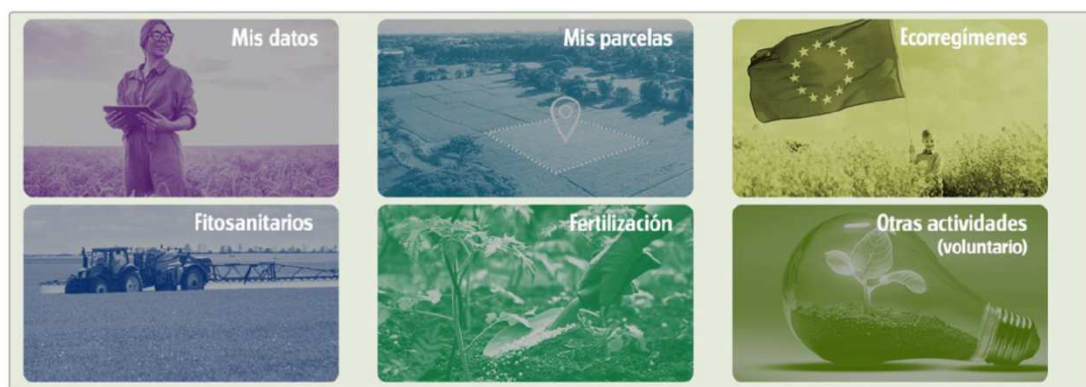 Mis datos
Mis parcelas
Ecorregímenes
Fitosanitarios
Fertilización
Otras actividades
(voluntario)